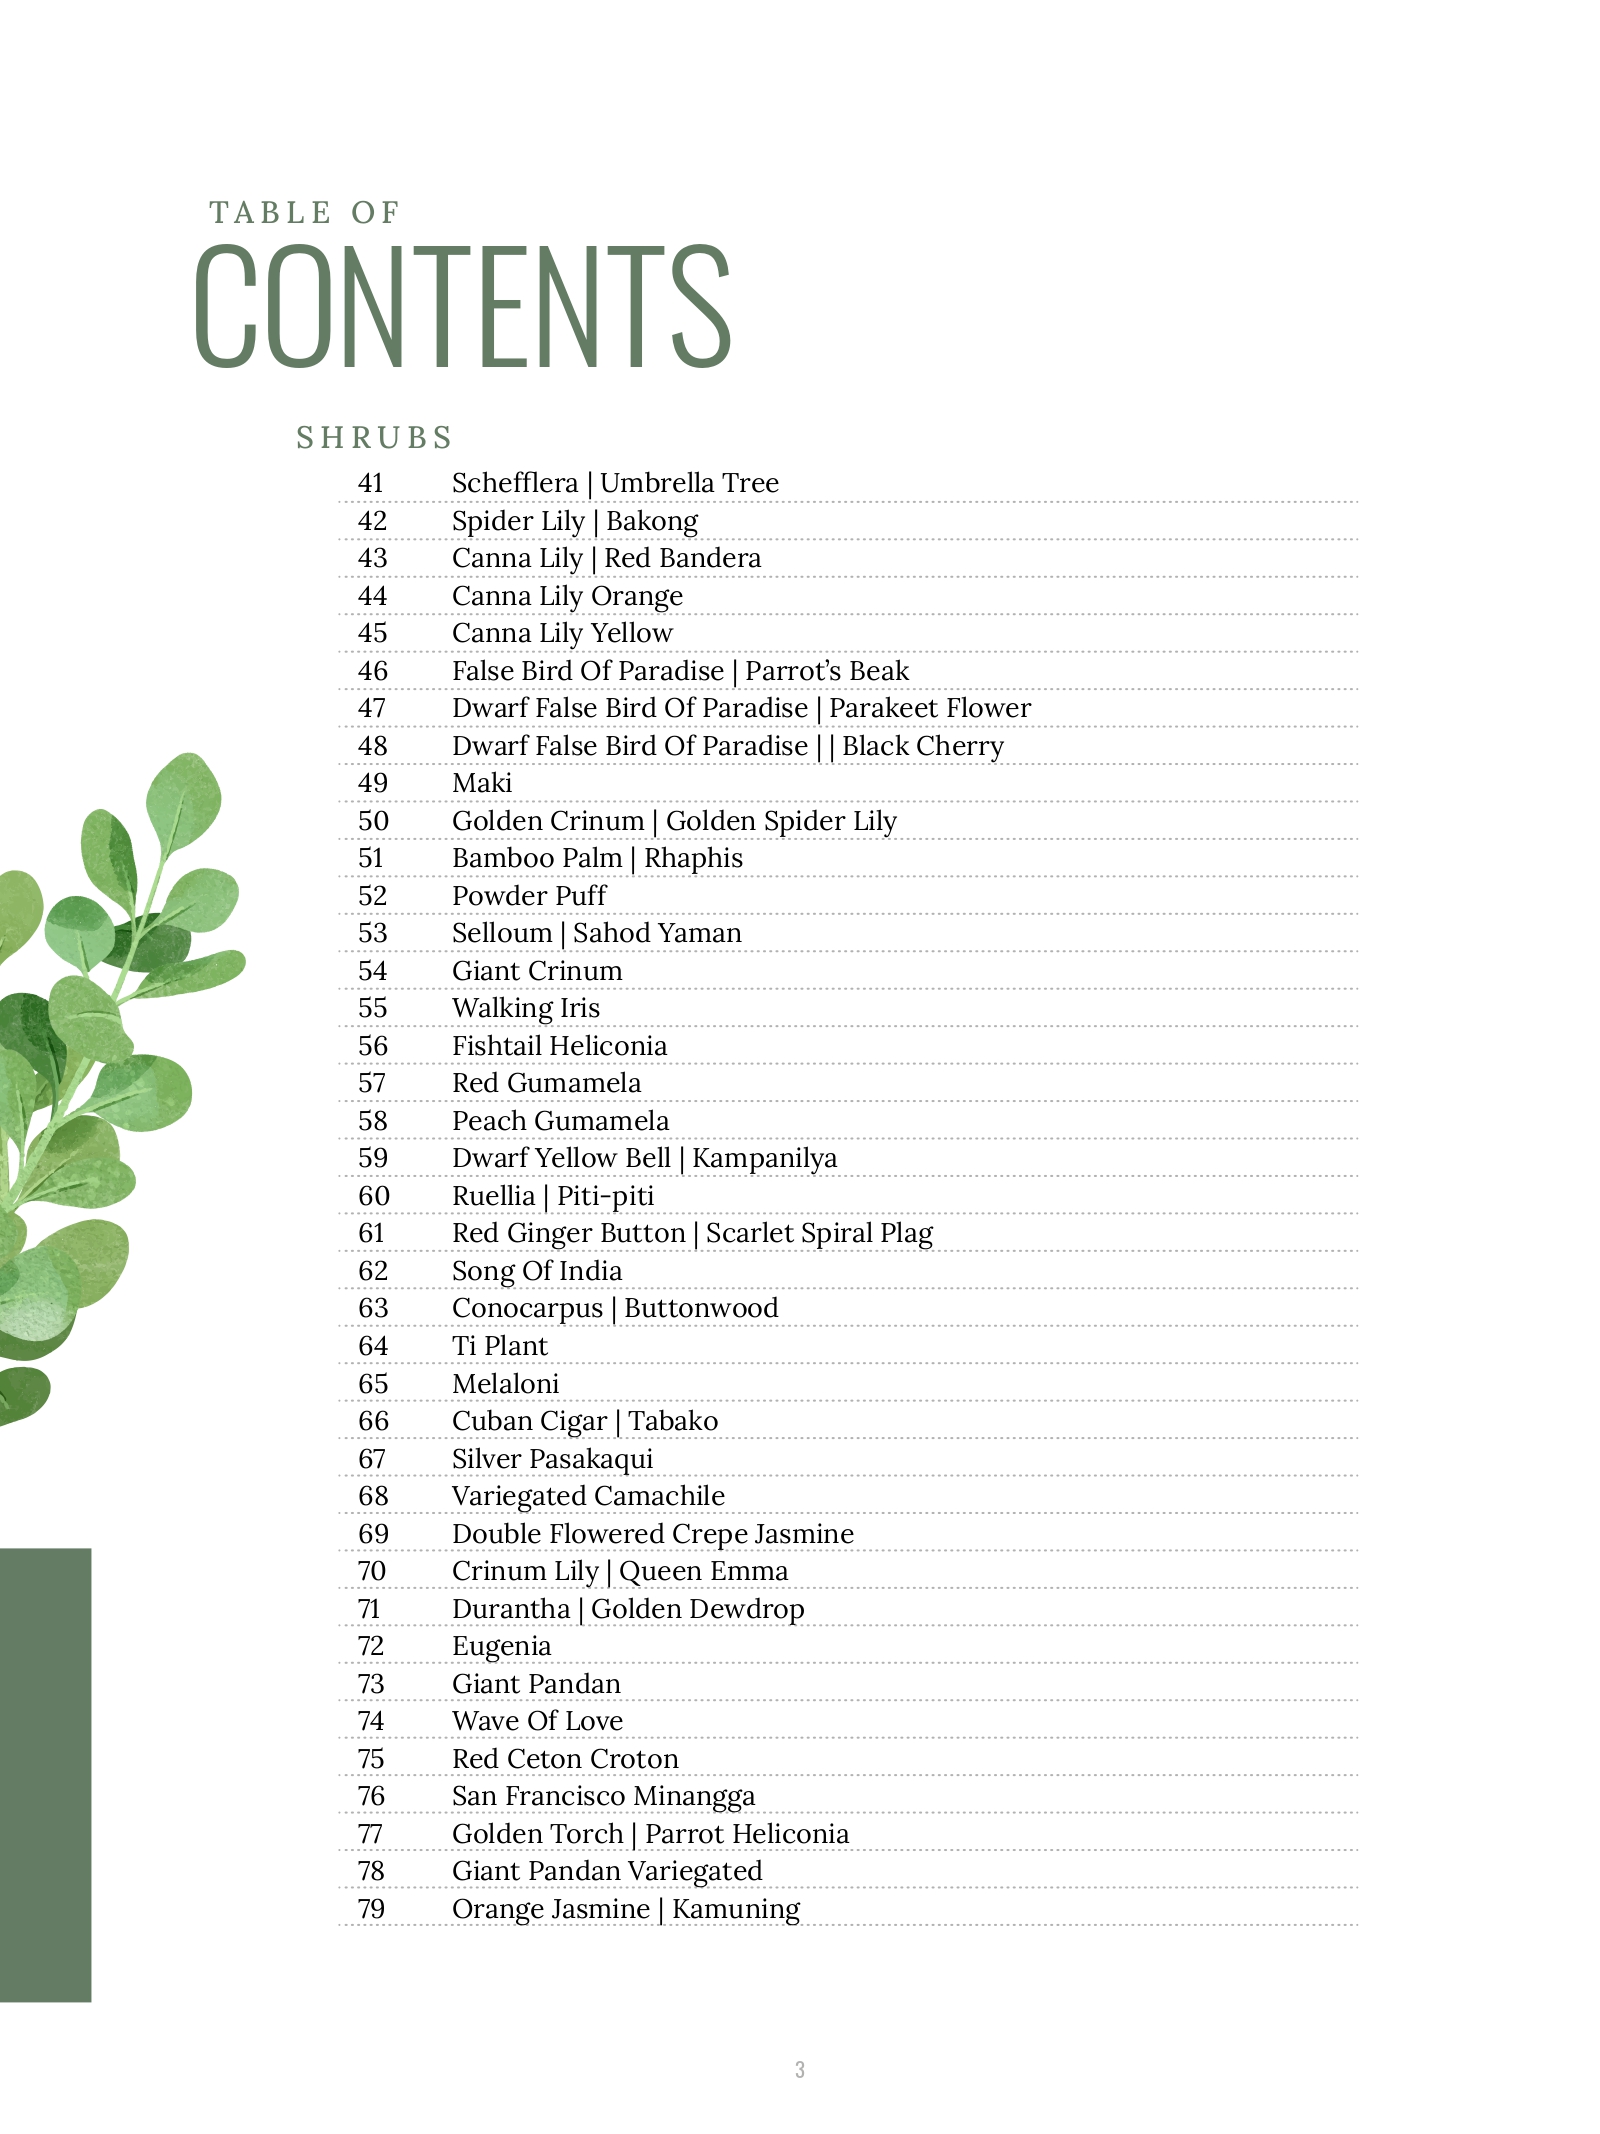 TABLE OF
CONTENTS
SHRUBS
41 Schefflera | Umbrella Tree
42 Spider Lily | Bakong
43 Canna Lily | Red Bandera
44 Canna Lily Orange
45 Canna Lily Yellow
46 False Bird Of Paradise | Parrot’s Beak
47 Dwarf False Bird Of Paradise | Parakeet Flower
48 Dwarf False Bird Of Paradise | | Black Cherry
49 Maki
50 Golden Crinum | Golden Spider Lily
51 Bamboo Palm | Rhaphis
52 Powder Puff
53 Selloum | Sahod Yaman
54 Giant Crinum
55 Walking Iris
56 Fishtail Heliconia
57 Red Gumamela
58 Peach Gumamela
59 Dwarf Yellow Bell | Kampanilya
60 Ruellia | Piti-piti
61 Red Ginger Button | Scarlet Spiral Plag
62 Song Of India
63 Conocarpus | Buttonwood
64 Ti Plant
65 Melaloni
66 Cuban Cigar | Tabako
67 Silver Pasakaqui
68 Variegated Camachile
69 Double Flowered Crepe Jasmine
70 Crinum Lily | Queen Emma
71 Durantha | Golden Dewdrop
72 Eugenia
73 Giant Pandan
74 Wave Of Love
75 Red Ceton Croton
76 San Francisco Minangga
77 Golden Torch | Parrot Heliconia
78 Giant Pandan Variegated
79 Orange Jasmine | Kamuning
3